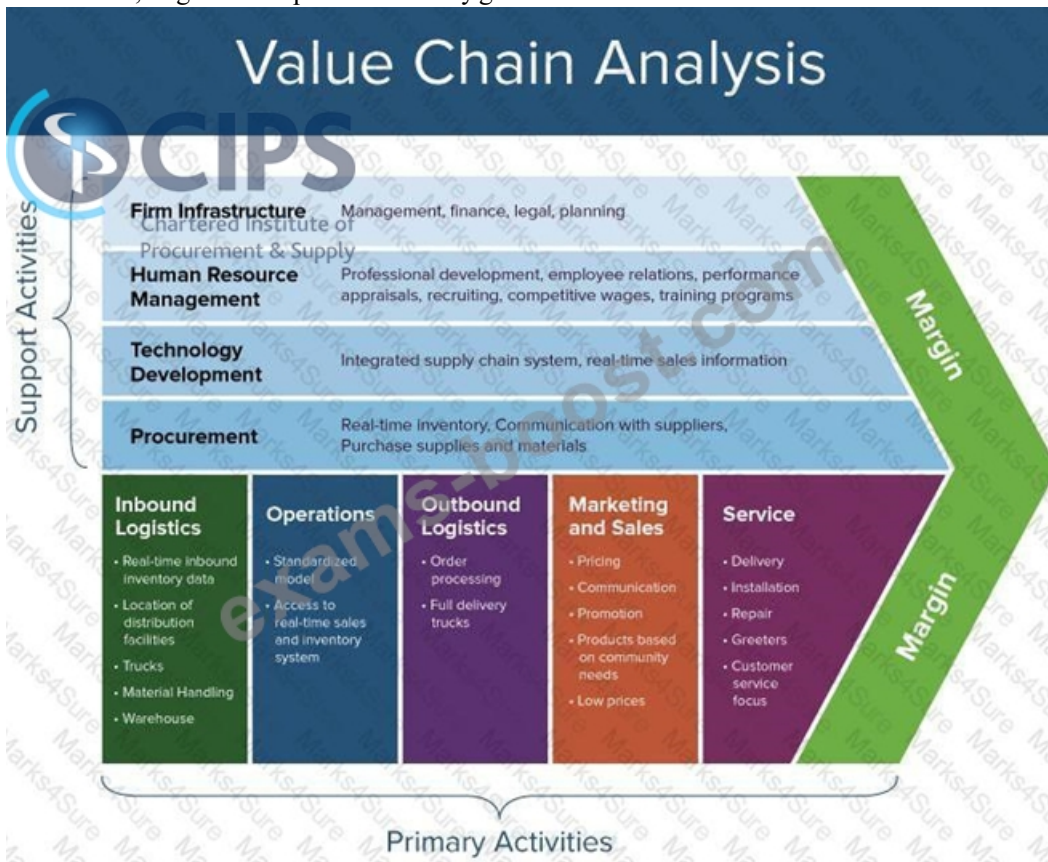 Value Chain Analysis
CIPS
Chartered Institute of
Procurement & Supply
Support Activities
Firm Infrastructure
Management, finance, legal, planning
Human Resource
Management
Professional development, employee relations, performance
appraisals, recruiting, competitive wages, training programs
Technology
Development
Integrated supply chain system, real-time sales information
Procurement
Real-time inventory, Communication with suppliers,
Purchase supplies and materials
Margin
Inbound
Logistics
• Real-time inbound
inventory data
• Location of
distribution
facilities
• Trucks
• Material Handling
• Warehouse
Operations
• Standardized
model
• Access to
real-time sales
and inventory
system
Outbound
Logistics
• Order
processing
• Full delivery
trucks
Marketing
and Sales
• Pricing
• Communication
• Promotion
• Products based
on community
needs
• Low prices
Service
• Delivery
• Installation
• Repair
• Greeters
• Customer
service
focus
Margin
Primary Activities
exams-boost.com
Marks4Sure